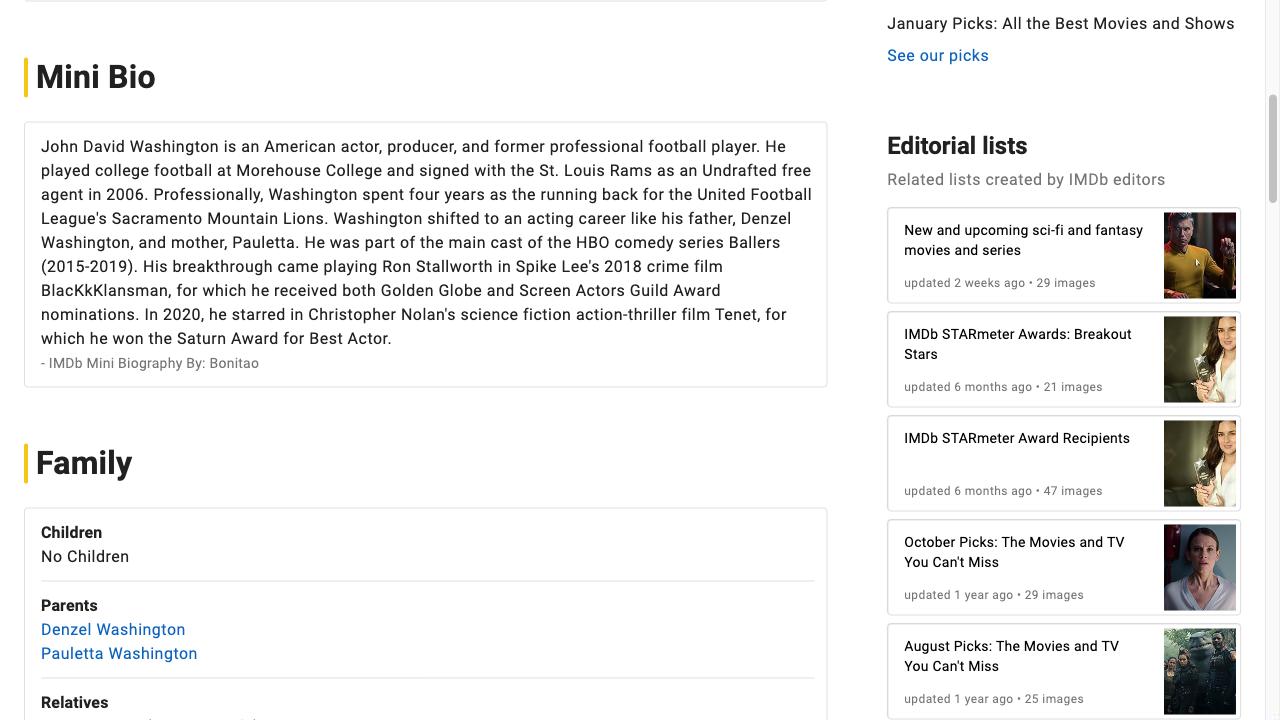 January Picks: All the Best Movies and Shows
See our picks
Mini Bio
John David Washington is an American actor, producer, and former professional football player. He
played college football at Morehouse College and signed with the St. Louis Rams as an Undrafted free
agent in 2006. Professionally, Washington spent four years as the running back for the United Football
League's Sacramento Mountain Lions. Washington shifted to an acting career like his father, Denzel
Washington, and mother, Pauletta. He was part of the main cast of the HBO comedy series Ballers
(2015-2019). His breakthrough came playing Ron Stallworth in Spike Lee's 2018 crime film
BlacKkKlansman, for which he received both Golden Globe and Screen Actors Guild Award
nominations. In 2020, he starred in Christopher Nolan's science fiction action-thriller film Tenet, for
which he won the Saturn Award for Best Actor.
- IMDb Mini Biography By: Bonitao
Family
Children
No Children
Parents
Denzel Washington
Pauletta Washington
Relatives
Editorial lists
Related lists created by IMDb editors
New and upcoming sci-fi and fantasy
movies and series
updated 2 weeks ago • 29 images
IMDb STARmeter Awards: Breakout
Stars
updated 6 months ago • 21 images
IMDb STARmeter Award Recipients
updated 6 months ago • 47 images
October Picks: The Movies and TV
You Can't Miss
updated 1 year ago • 29 images
August Picks: The Movies and TV
You Can't Miss
updated 1 year ago • 25 images